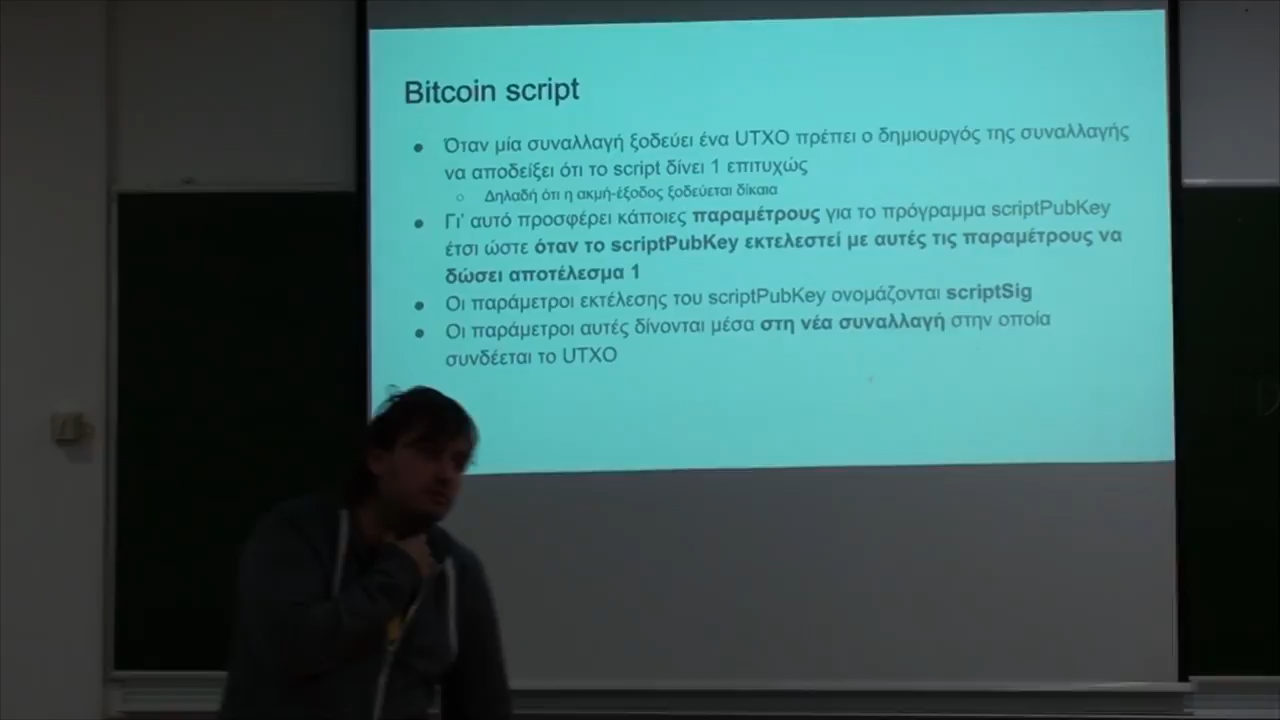 Bitcoin script
Όταν μία συναλλαγή ξοδεύει ένα UTXO πρέπει ο δημιουργός της συναλλαγής
να αποδείξει ότι το script δίνει 1 επιτυχώς
Δηλαδή ότι η ακμή-έξοδος ξοδεύεται δίκαια
Γι' αυτό προσφέρει κάποιες παραμέτρους για το πρόγραμμα scriptPubKey
έτσι ώστε όταν το scriptPubKey εκτελεστεί με αυτές τις παραμέτρους να
δώσει αποτέλεσμα 1
Οι παράμετροι εκτέλεσης του scriptPubKey ονομάζονται scriptSig
Οι παράμετροι αυτές δίνονται μέσα στη νέα συναλλαγή στην οποία
συνδέεται το UTXO